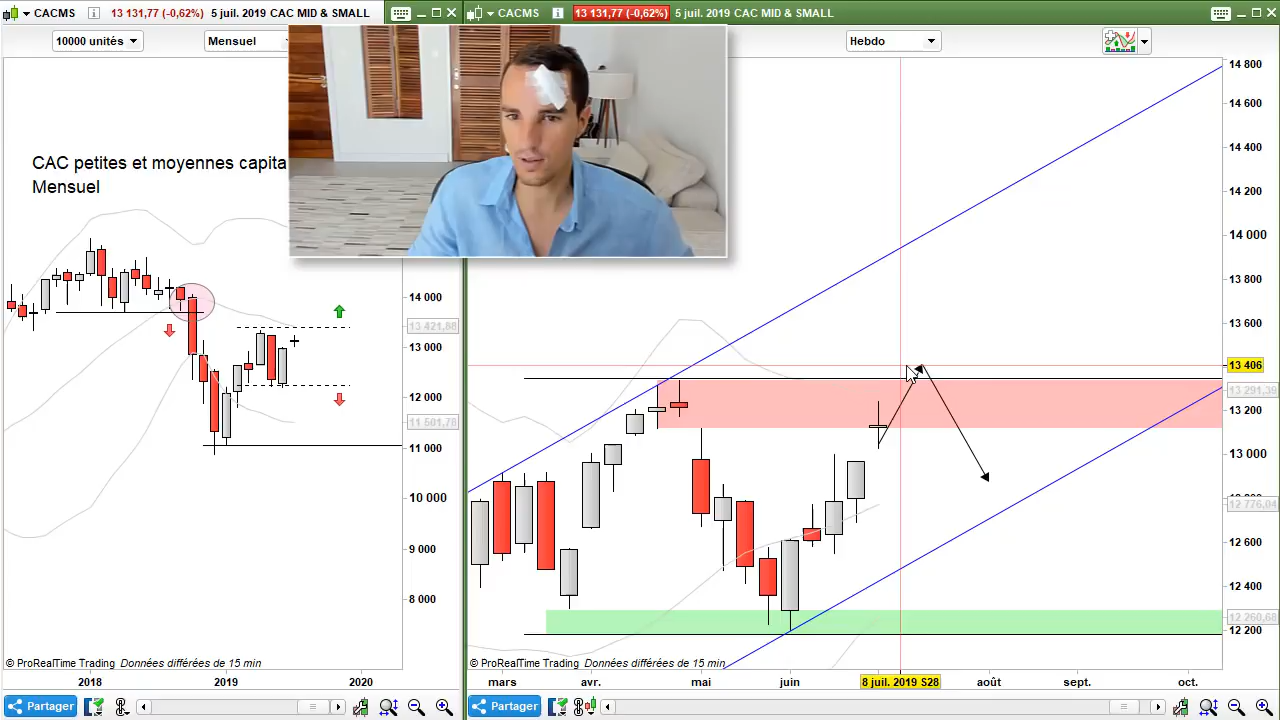 CACMS 13 131,77 (-0,62%) 5 juil. 2019 CAC MID & SMALL
10000 unités Mensuel
CAC petites et moyennes capita
Mensuel
14 000
13 421,88
13 000
12 000
11 501,78
11 000
10 000
9 000
8 000
© ProRealTime Trading Données différées de 15 min
2018 2019 2020
Partager
CACMS 13 131,77 (-0,62%) 5 juil. 2019 CAC MID & SMALL
Hebdo
14 800
14 600
14 400
14 200
14 000
13 800
13 600
13 406
13 291,39
13 200
13 000
12 776,04
12 600
12 400
12 260,68
12 200
© ProRealTime Trading Données différées de 15 min
mars avr. mai juin 8 juil. 2019 S28 août sept. oct.
Partager